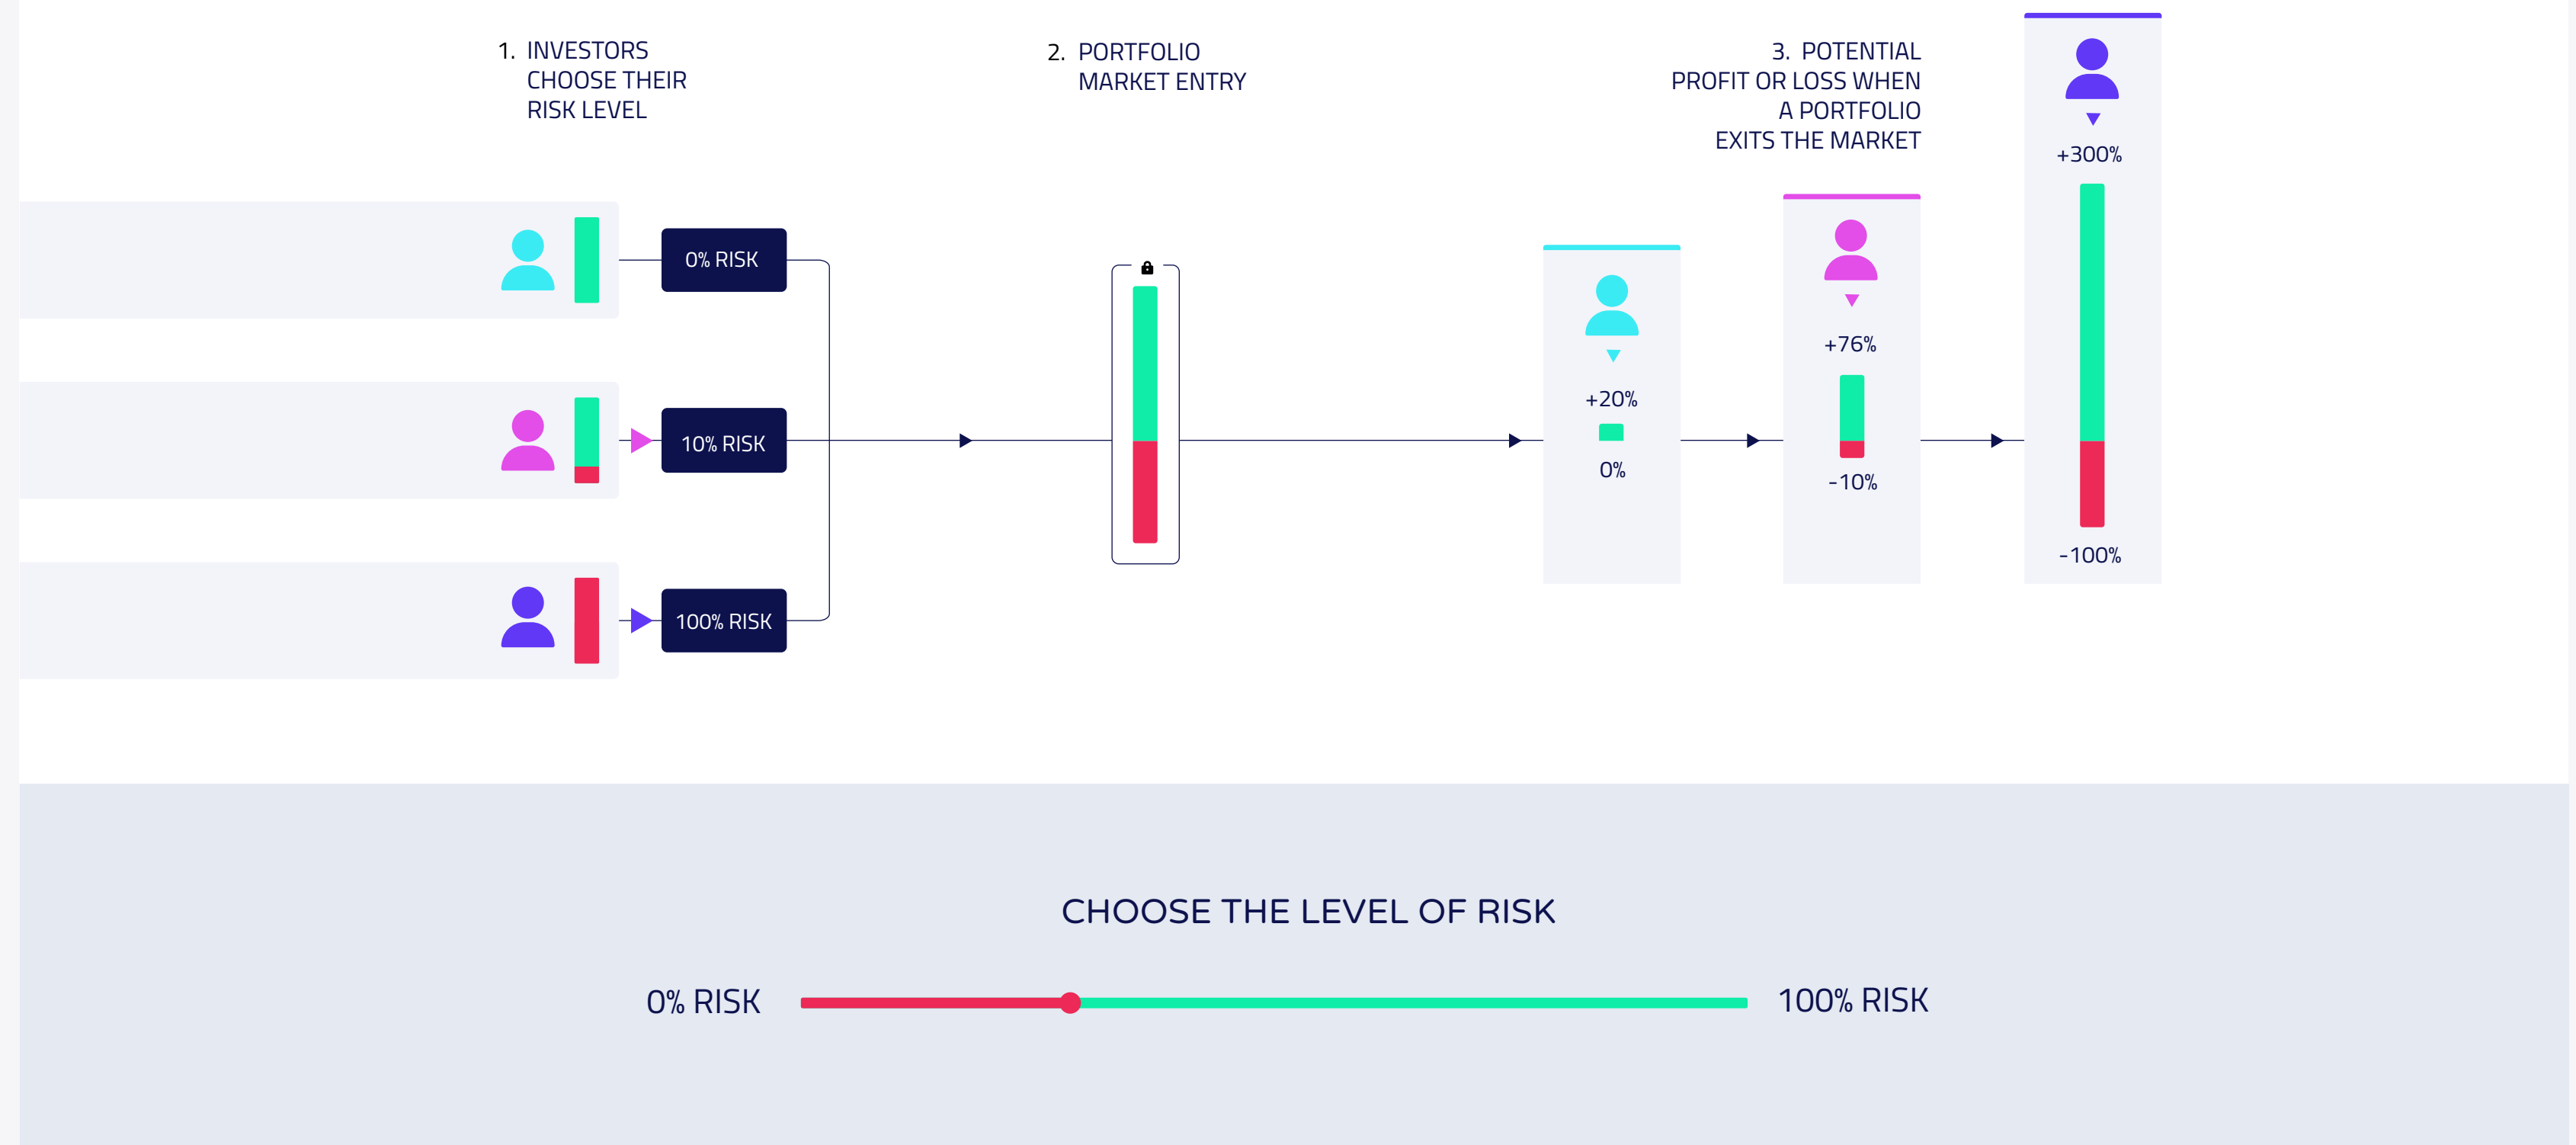 1. INVESTORS
CHOOSE THEIR
RISK LEVEL
2. PORTFOLIO
MARKET ENTRY
3. POTENTIAL
PROFIT OR LOSS WHEN
A PORTFOLIO
EXITS THE MARKET
0% RISK
10% RISK
100% RISK
+20%
0%
+76%
-10%
+300%
-100%
CHOOSE THE LEVEL OF RISK
0% RISK
100% RISK